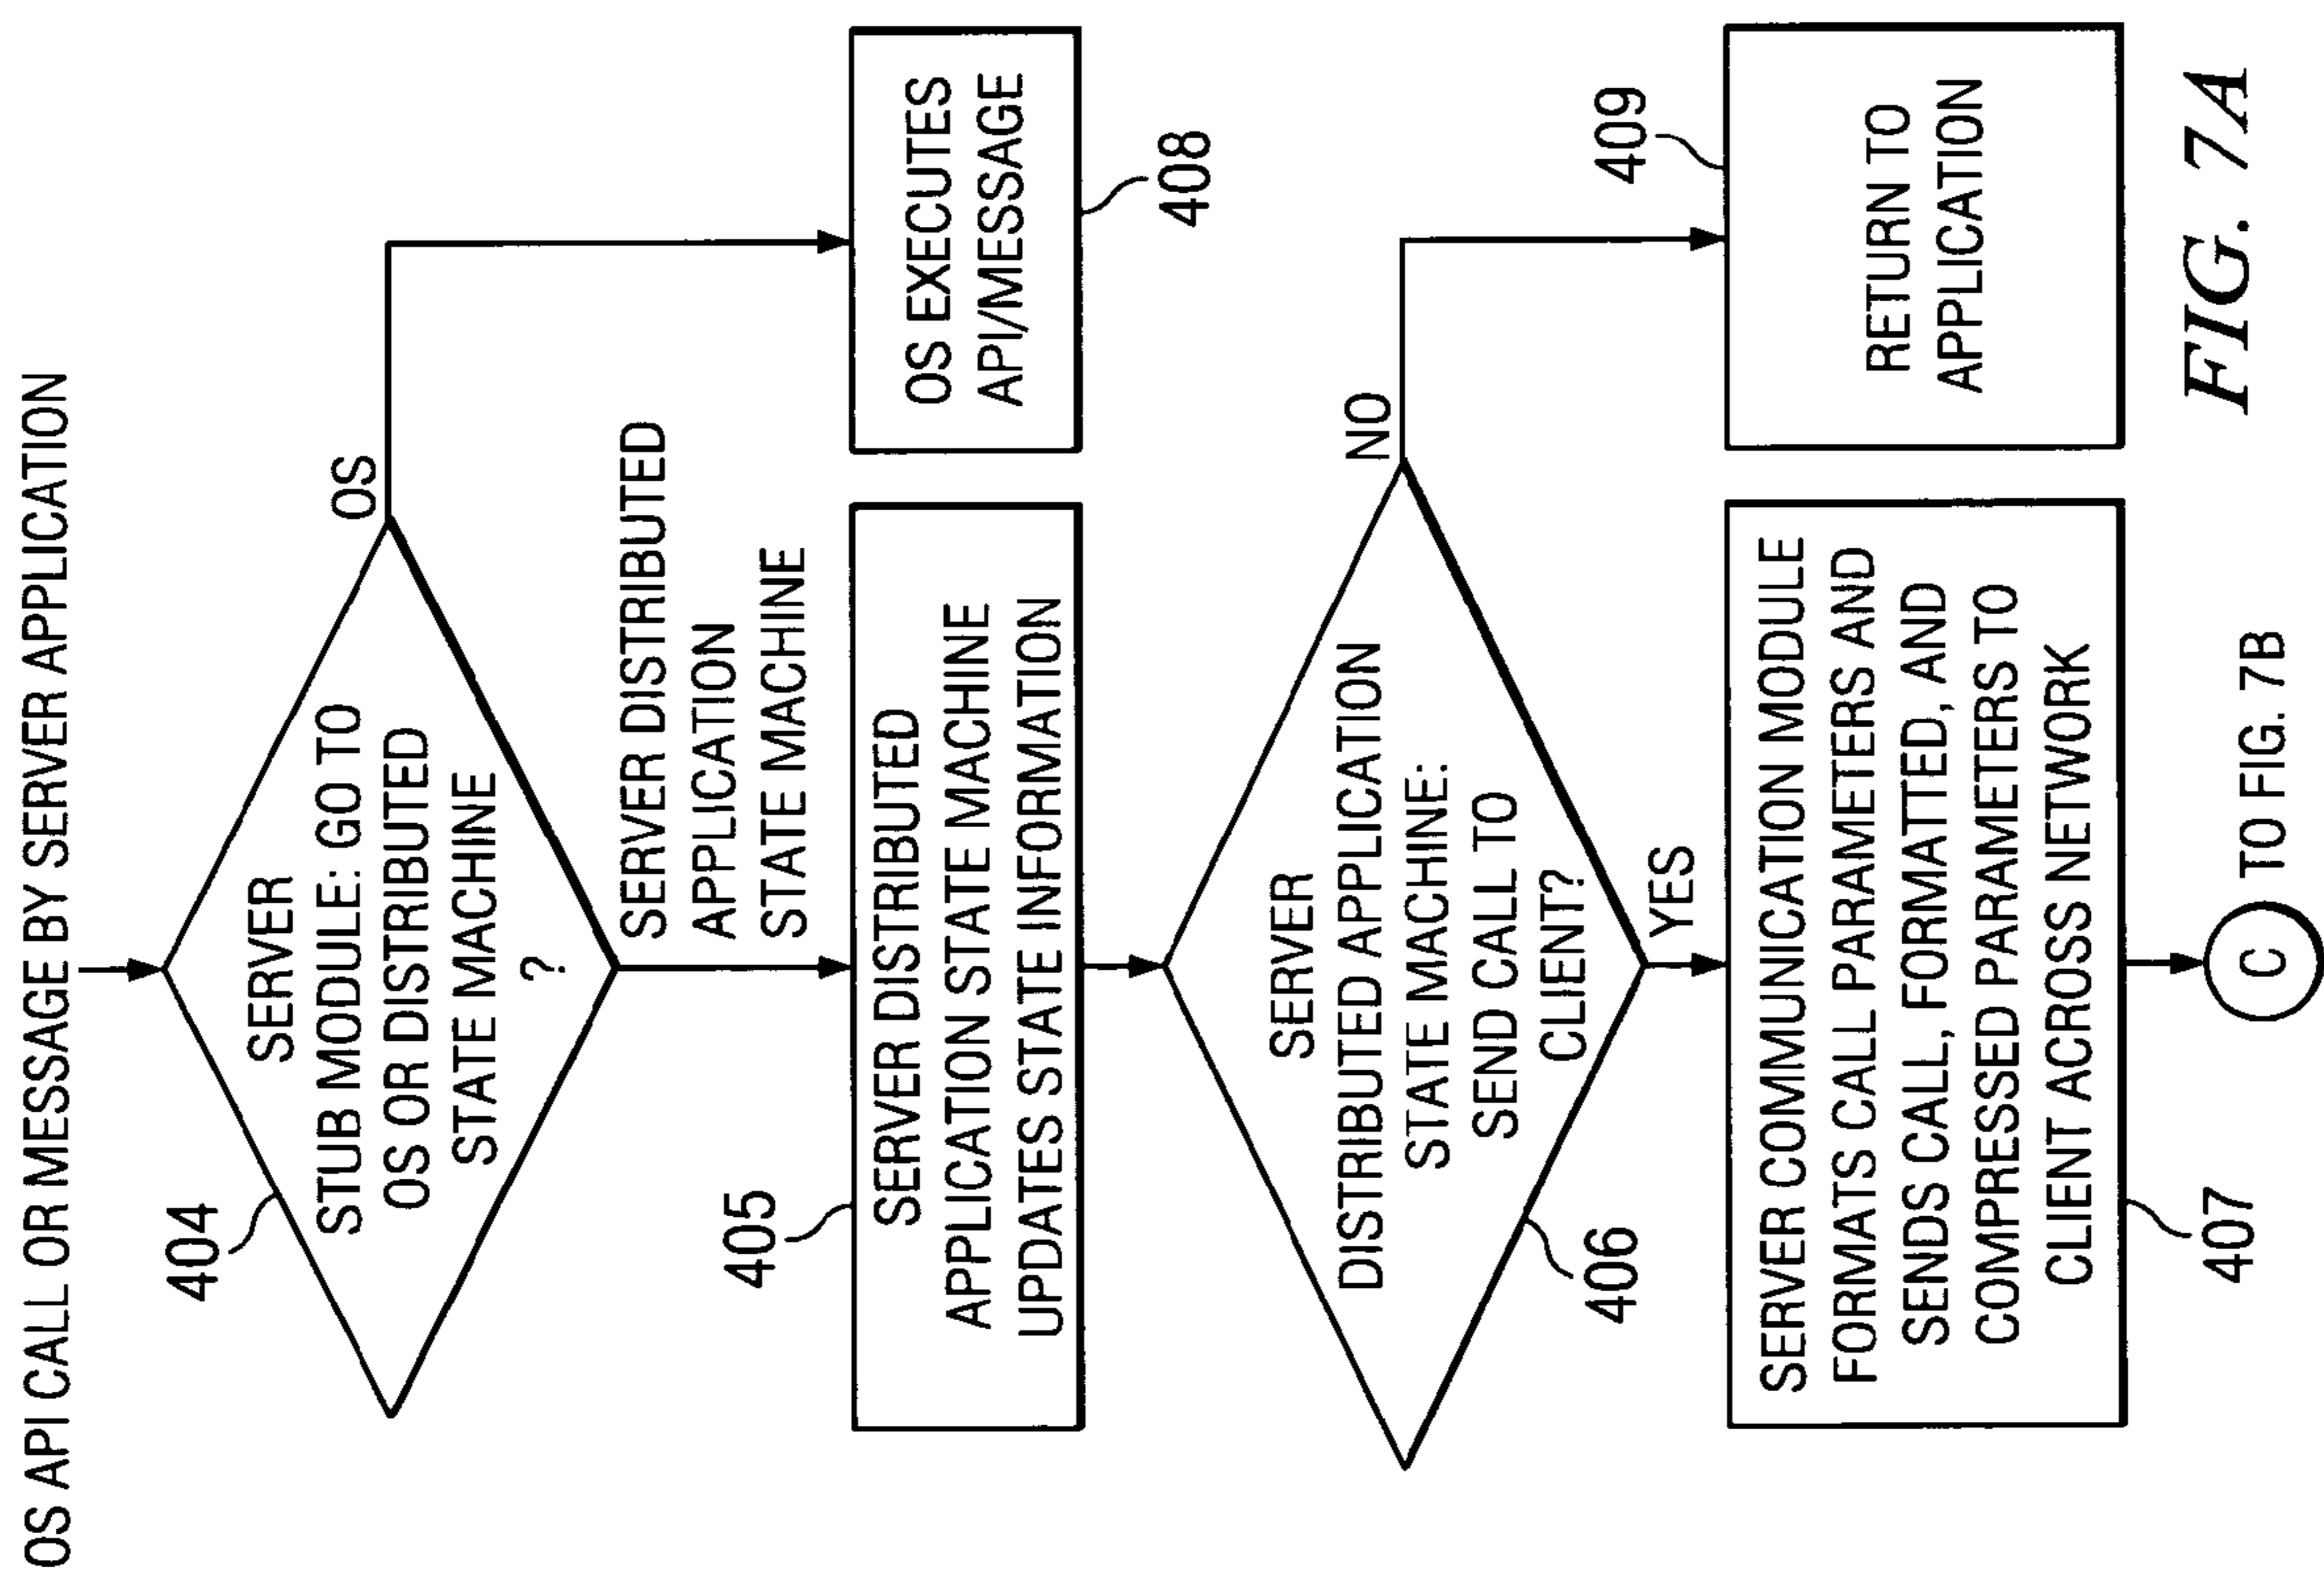 OS API CALL OR MESSAGE BY SERVER APPLICATION
404
SERVER
STUB MODULE: GO TO
OS OR DISTRIBUTED
STATE MACHINE
?
OS
SERVER DISTRIBUTED
APPLICATION
STATE MACHINE
405
SERVER DISTRIBUTED
APPLICATION STATE MACHINE
UPDATES STATE INFORMATION
OS EXECUTES
API/MESSAGE
408
SERVER
DISTRIBUTED APPLICATION
STATE MACHINE:
SEND CALL TO
CLIENT?
406
NO
YES
409
SERVER COMMUNICATION MODULE
FORMATS CALL PARAMETERS AND
SENDS CALL, FORMATTED, AND
COMPRESSED PARAMETERS TO
CLIENT ACROSS NETWORK
407
RETURN TO
APPLICATION
C TO FIG. 7B
FIG. 7A